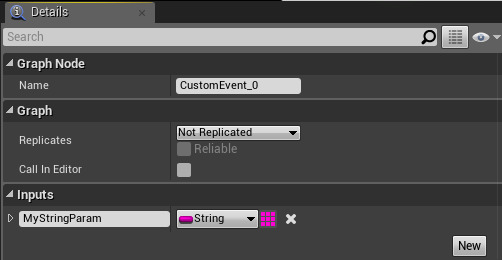 Details
Search
Graph Node
Name CustomEvent_0
Graph
Replicates Not Replicated
Reliable
Call In Editor
Inputs
MyStringParam String
New